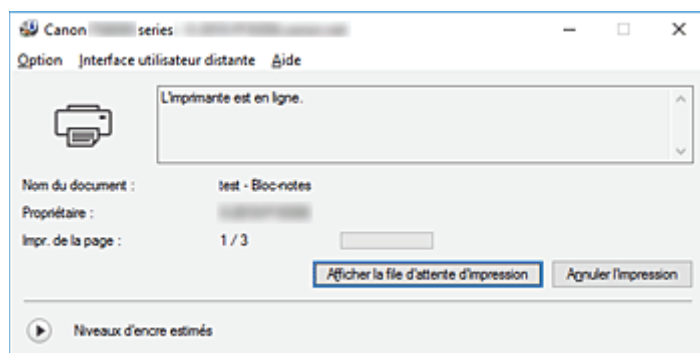 Canon series
Option Interface utilisateur distante Aide
L'imprimante est en ligne.
Nom du document : test - Bloc-notes
Propriétaire :
Impr. de la page : 1 / 3
Afficher la file d'attente d'impression Annuler l'impression
Niveaux d'encre estimés